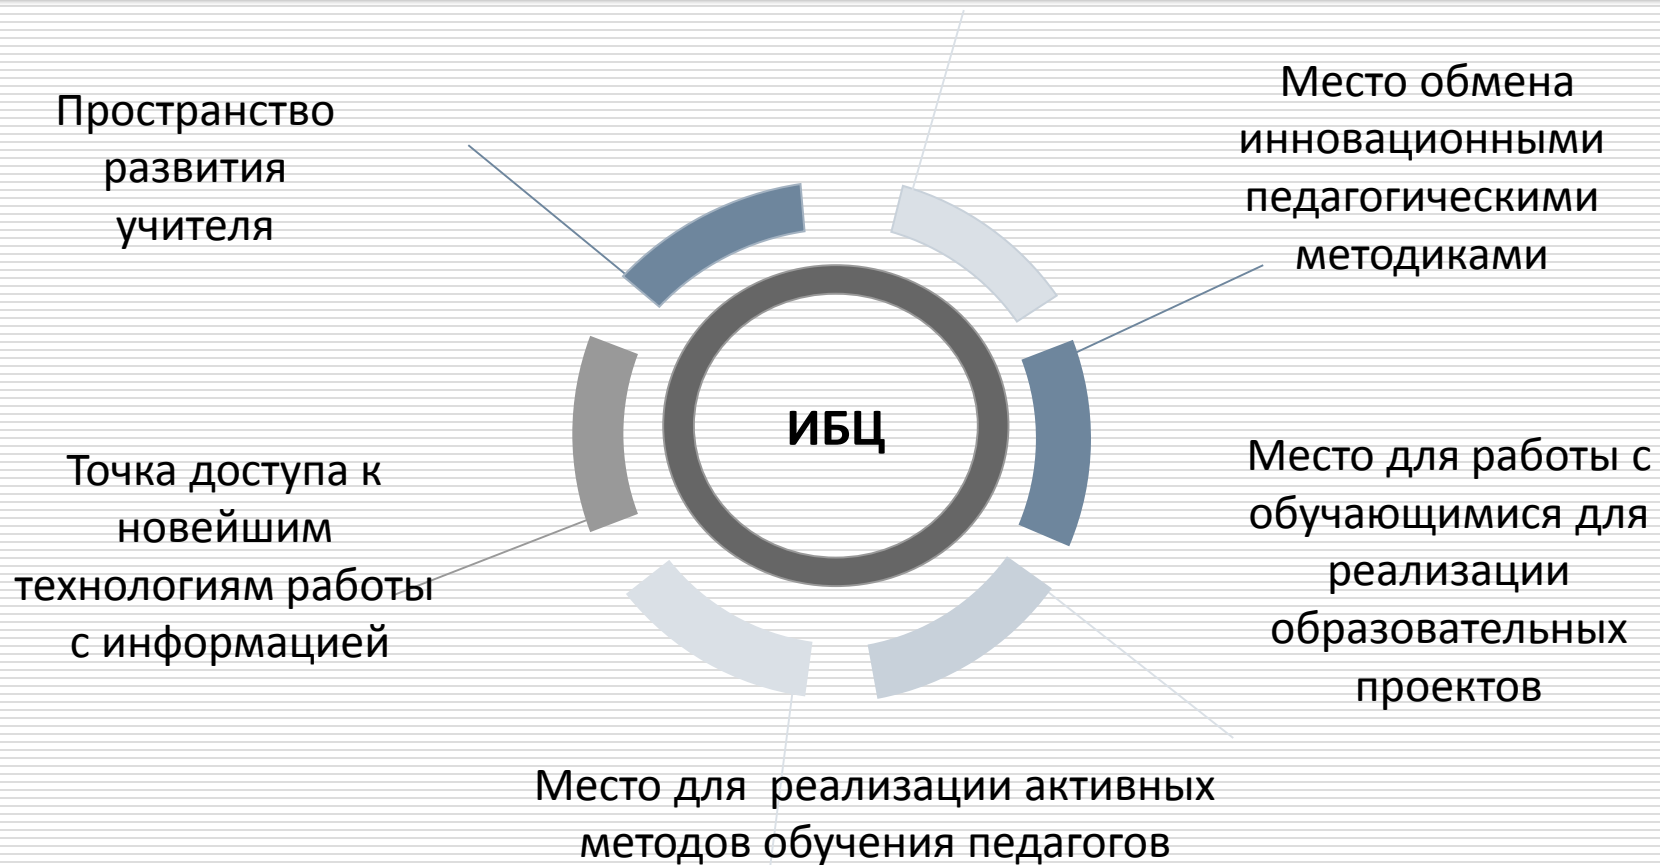 Пространство
развития
учителя
Место обмена
инновационными
педагогическими
методиками
ИБЦ
Точка доступа к
новейшим
технологиям работы
с информацией
Место для работы с
обучающимися для
реализации
образовательных
проектов
Место для реализации активных
методов обучения педагогов